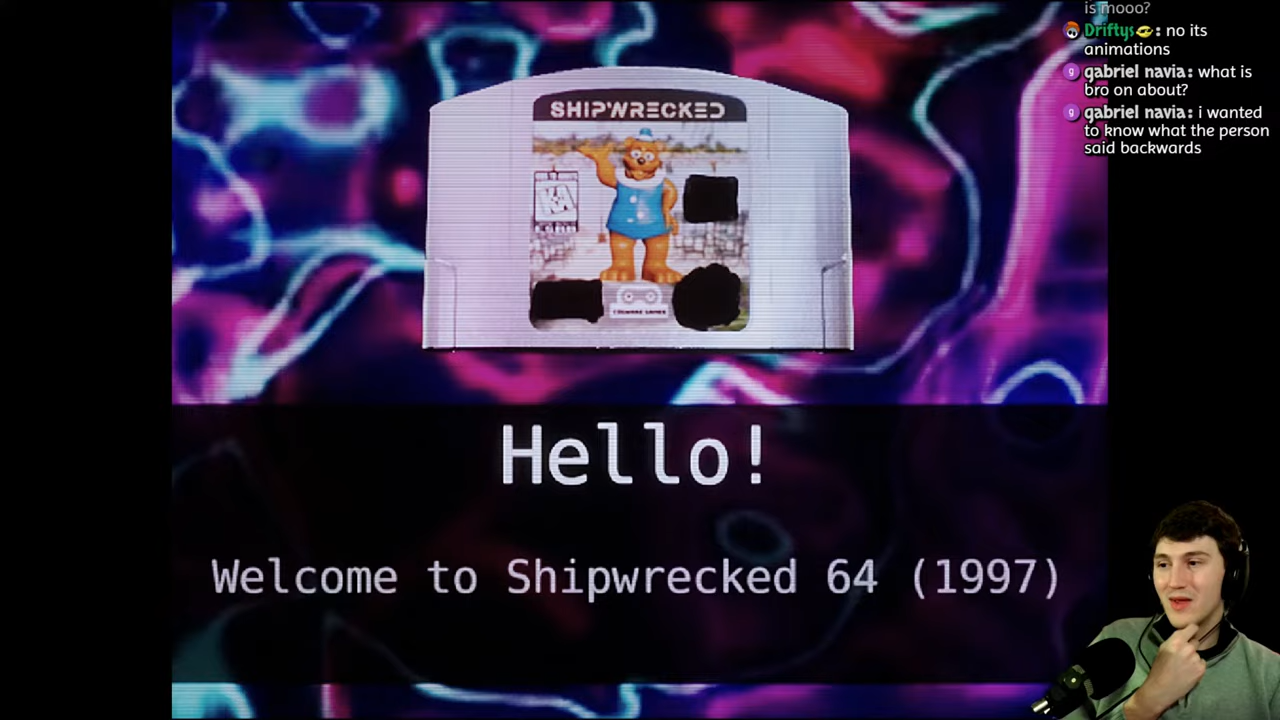 is mooo?
Driftys: no its
animations
gabriel navia: what is
bro on about?
gabriel navia: i wanted
to know what the person
said backwards
SHIPWRECKED
K-A
Hello!
Welcome to Shipwrecked 64 (1997)